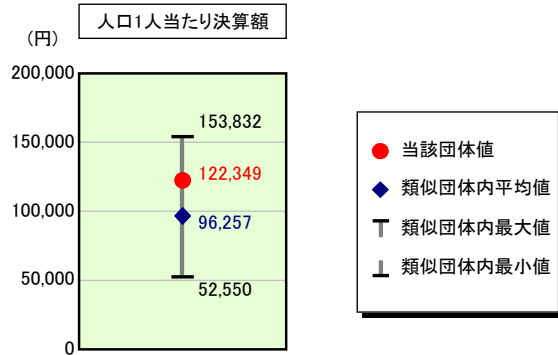 人口1人当たり決算額
(円)
200,000
150,000
100,000
50,000
0
153,832
122,349
96,257
52,550
当該団体値
類似団体内平均値
類似団体内最大値
類似団体内最小値